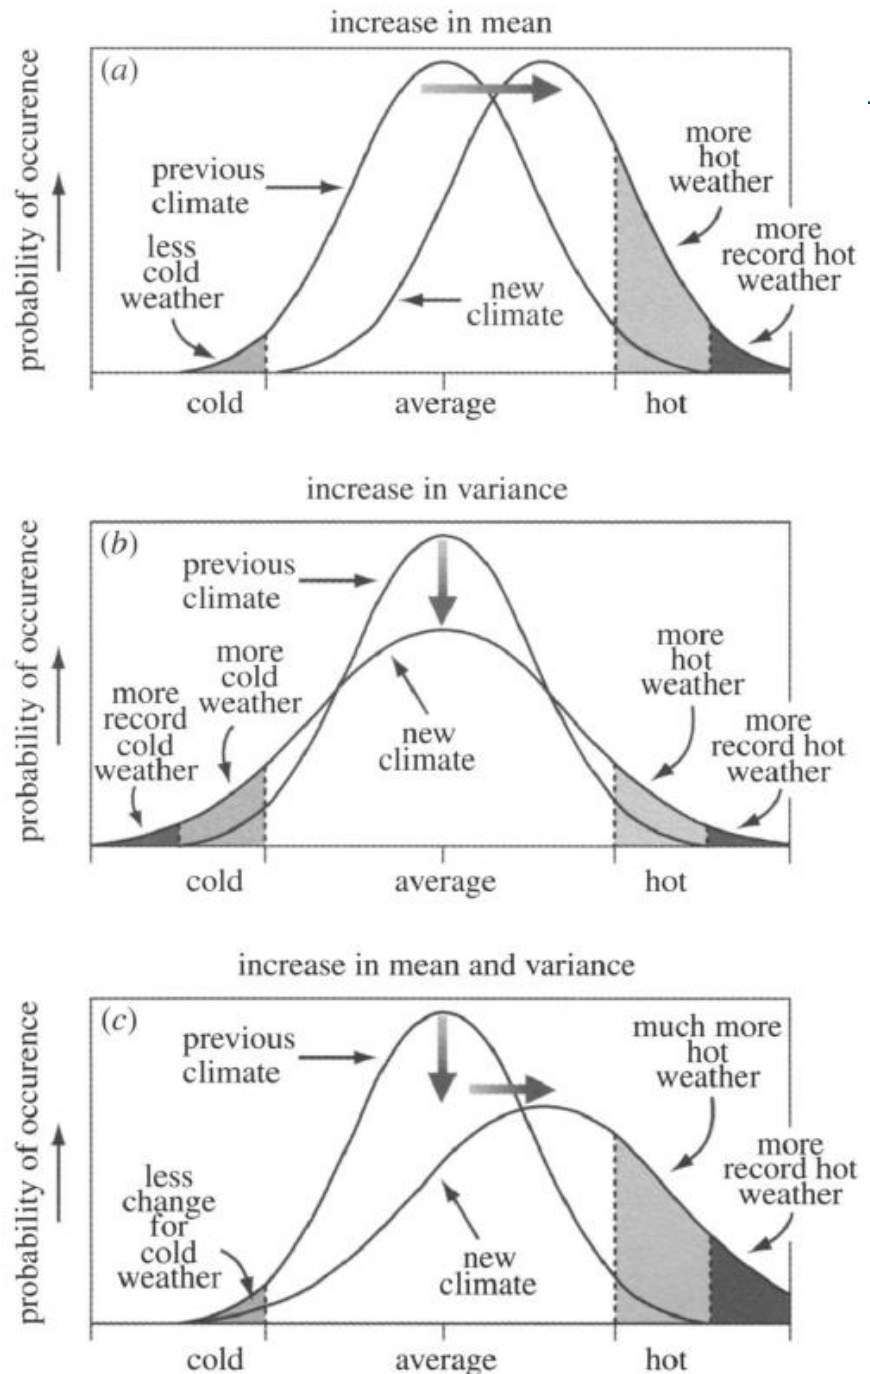 increase in mean
(a)
probability of occurence
previous
climate
less
cold
weather
new
climate
more
hot
weather
more
record hot
weather
cold
average
hot
increase in variance
(b)
probability of occurence
previous
climate
more
cold
weather
more
record
cold
weather
new
climate
more
hot
weather
more
record hot
weather
cold
average
hot
increase in mean and variance
(c)
probability of occurence
previous
climate
less
change
for
cold
weather
new
climate
much more
hot
weather
more
record hot
weather
cold
average
hot